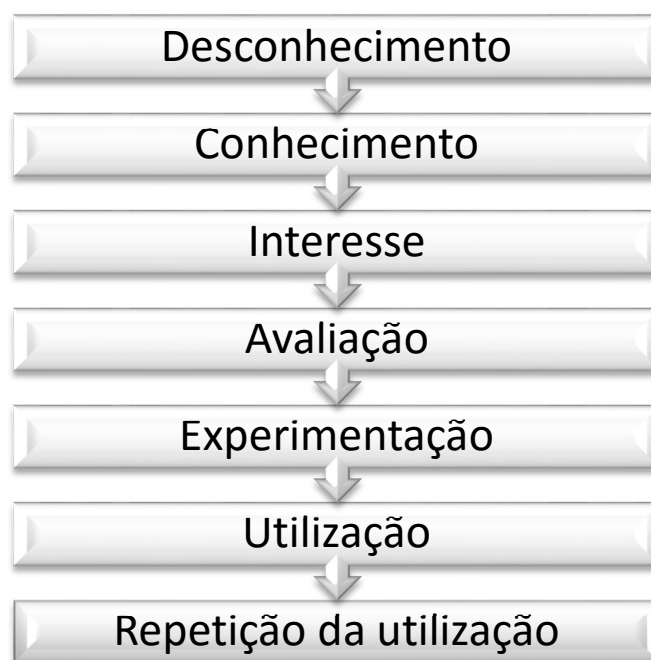 Desconhecimento
Conhecimento
Interesse
Avaliação
Experimentação
Utilização
Repetição da utilização